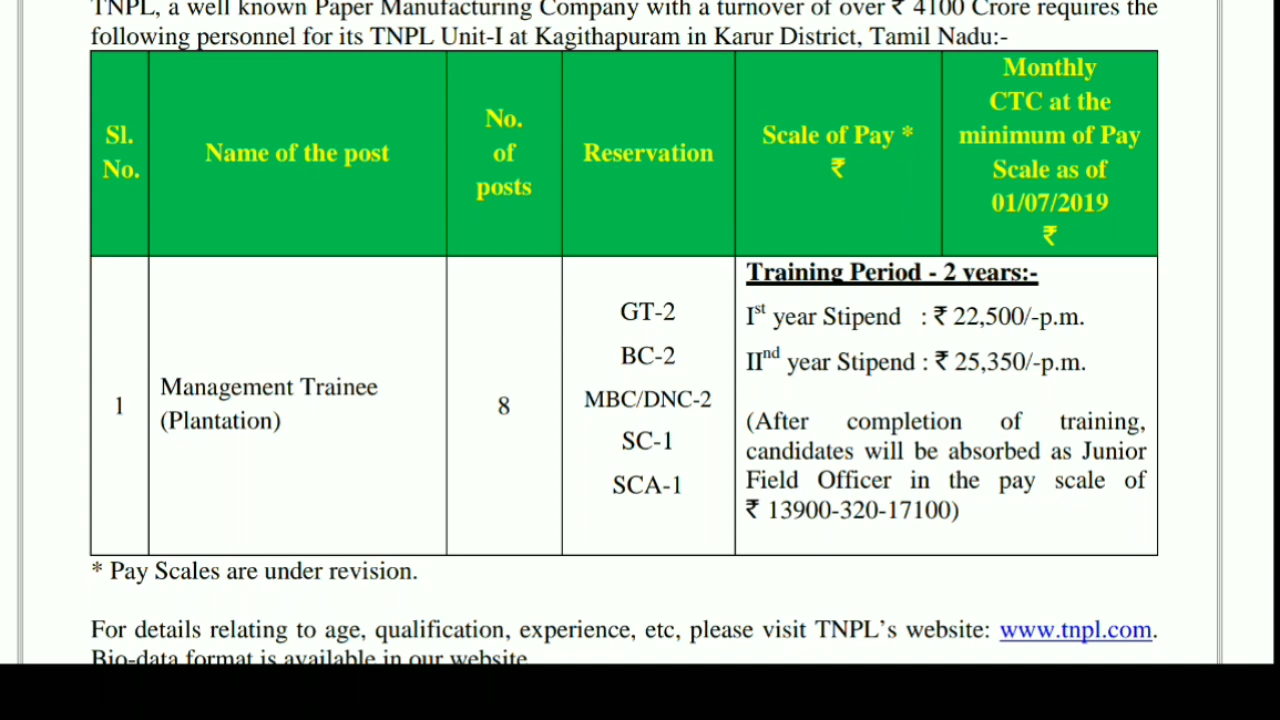 TNPL, a well known Paper Manufacturing Company with a turnover of over ₹ 4100 Crore requires the
following personnel for its TNPL Unit-I at Kagithapuram in Karur District, Tamil Nadu:-
Sl.
No.
Name of the post
No.
of
posts
Reservation
Scale of Pay *
₹
Monthly
CTC at the
minimum of Pay
Scale as of
01/07/2019
₹
1
Management Trainee
(Plantation)
8
GT-2
BC-2
MBC/DNC-2
SC-1
SCA-1
Training Period - 2 years:-
Ist year Stipend : ₹ 22,500/-p.m.
IInd year Stipend : ₹ 25,350/-p.m.
(After completion of training,
candidates will be absorbed as Junior
Field Officer in the pay scale of
₹ 13900-320-17100)
* Pay Scales are under revision.
For details relating to age, qualification, experience, etc, please visit TNPL’s website: www.tnpl.com.
Bio-data format is available in our website